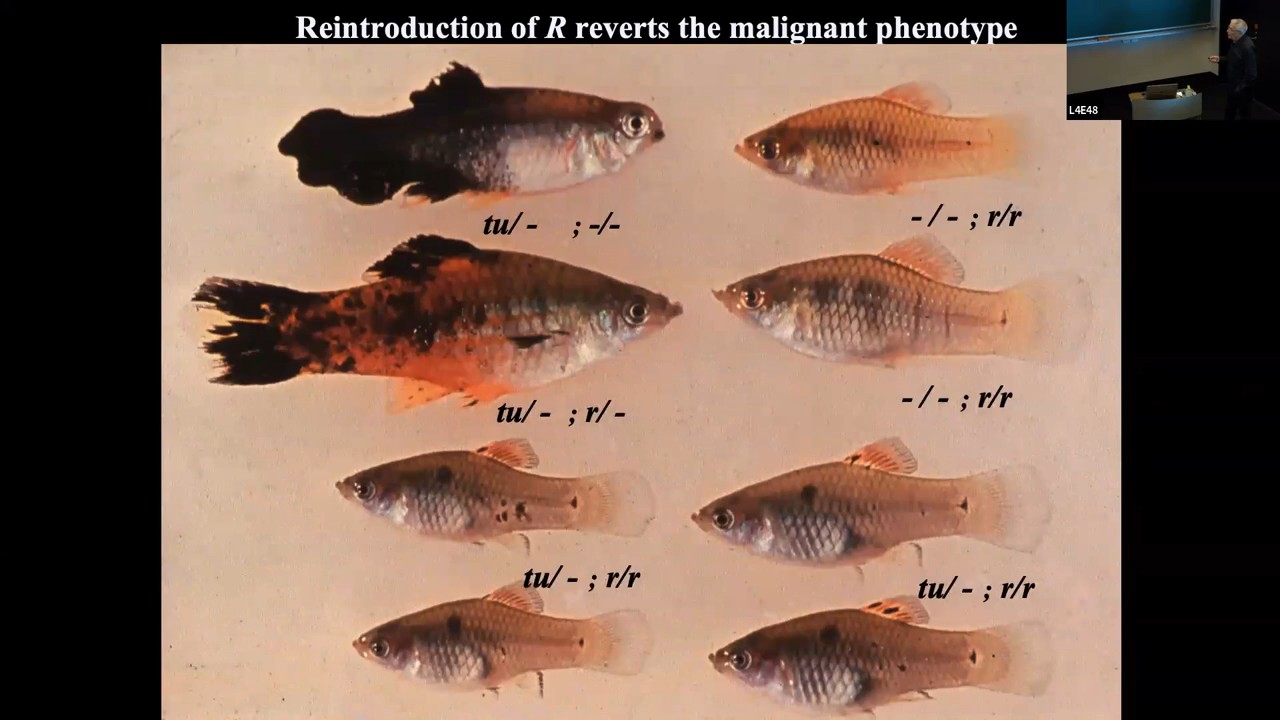 Reintroduction of R reverts the malignant phenotype
L4E48
tu/ - ; -/-
- / - ; r/r
tu/ - ; r/ -
- / - ; r/r
tu/ - ; r/r
tu/ - ; r/r